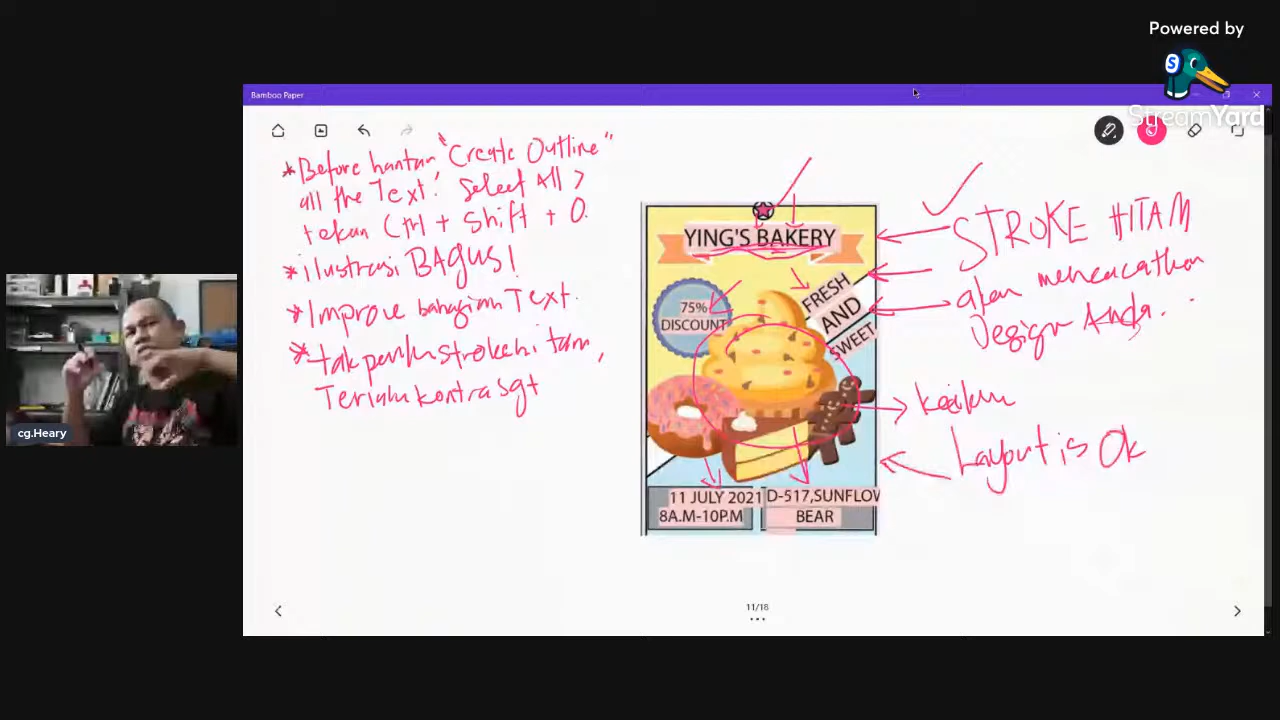 Powered by
StreamYard
Bamboo Paper
*Before hantar "Create Outline"
all the Text. Select All >
tekan Ctrl + Shift + O.
*ilustrasi BAGUS!
*Improve bahagian Text.
*Tak perlu stroke hitam,
Terlalu kontra sgt
YING'S BAKERY
75%
DISCOUNT
FRESH
AND
SWEET
11 JULY 2021
8A.M-10P.M
D-517,SUNFLOW
BEAR
STROKE HITAM
akan mencacatkan
Design Anda.
Layout is Ok
cg.Heary
11/18